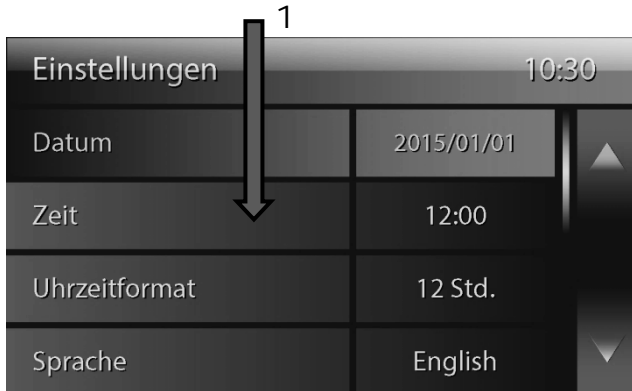 1
Einstellungen 10:30
Datum 2015/01/01
Zeit 12:00
Uhrzeitformat 12 Std.
Sprache English